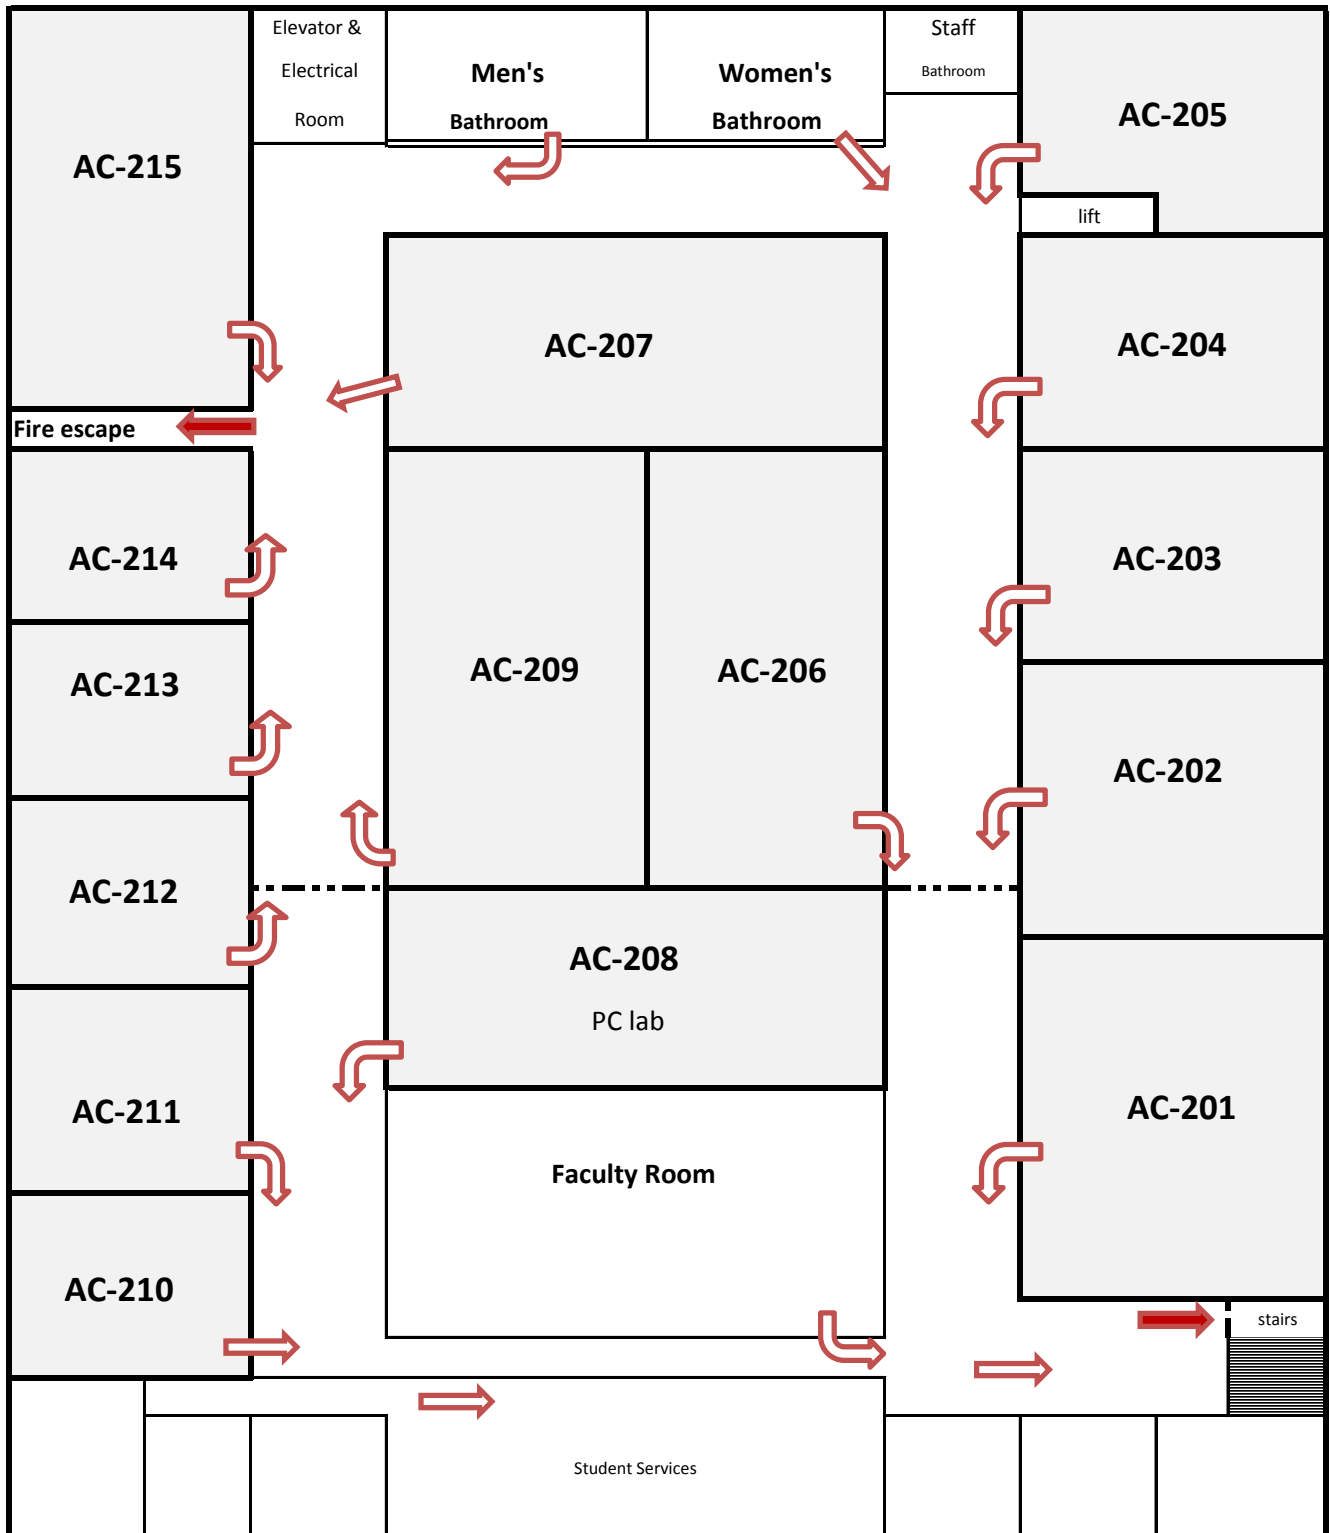 Elevator &
Electrical
Room
Men's
Bathroom
Women's
Bathroom
Staff
Bathroom
AC-205
AC-215
lift
AC-207
AC-204
Fire escape
AC-214
AC-203
AC-213
AC-209
AC-206
AC-202
AC-212
AC-208
PC lab
AC-211
AC-201
Faculty Room
AC-210
stairs
Student Services